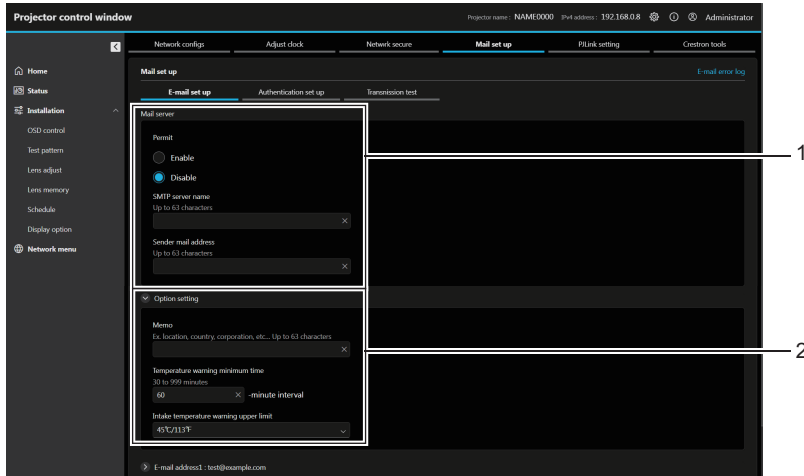 Projector control window
Projector name : NAME0000 IPv4 address : 192.168.0.8 Administrator
Network configs Adjust clock Network secure Mail set up PJLink setting Crestron tools
Home
Status
Installation
OSD control
Test pattern
Lens adjust
Lens memory
Schedule
Display option
Network menu
Mail set up E-mail error log
E-mail set up Authentication set up Transmission test
Mail server
Permit
Enable
Disable
SMTP server name
Up to 63 characters
Sender mail address
Up to 63 characters
1
Option setting
Memo
Ex. location, country, corporation, etc... Up to 63 characters
2
Temperature warning minimum time
30 to 999 minutes
60 -minute interval
Intake temperature warning upper limit
45℃/113℉
E-mail address1 : test@example.com